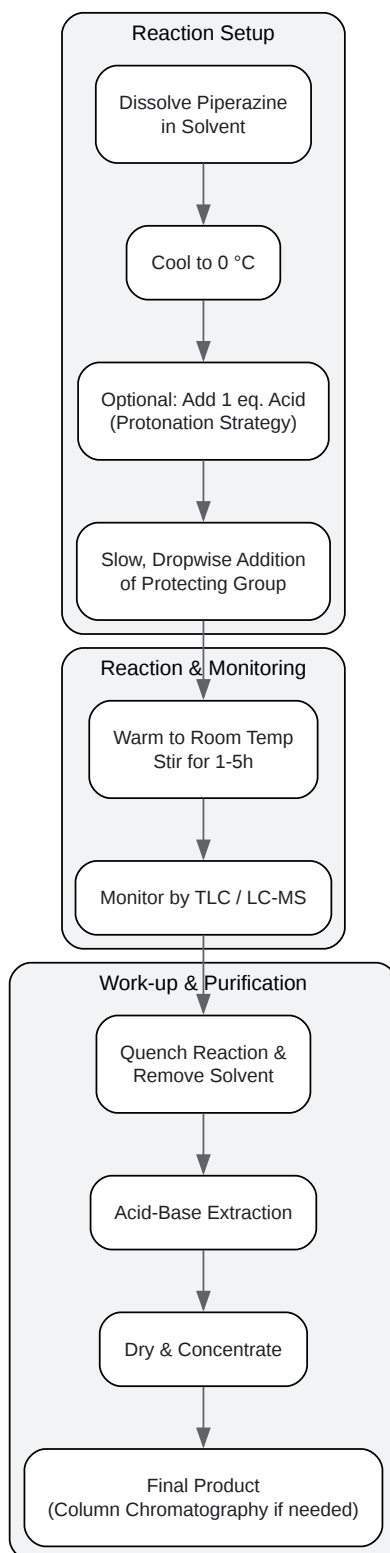 Reaction Setup
Dissolve Piperazine
in Solvent
Cool to 0 °C
Optional: Add 1 eq. Acid
(Protonation Strategy)
Slow, Dropwise Addition
of Protecting Group
Reaction & Monitoring
Warm to Room Temp
Stir for 1-5h
Monitor by TLC / LC-MS
Work-up & Purification
Quench Reaction &
Remove Solvent
Acid-Base Extraction
Dry & Concentrate
Final Product
(Column Chromatography if needed)